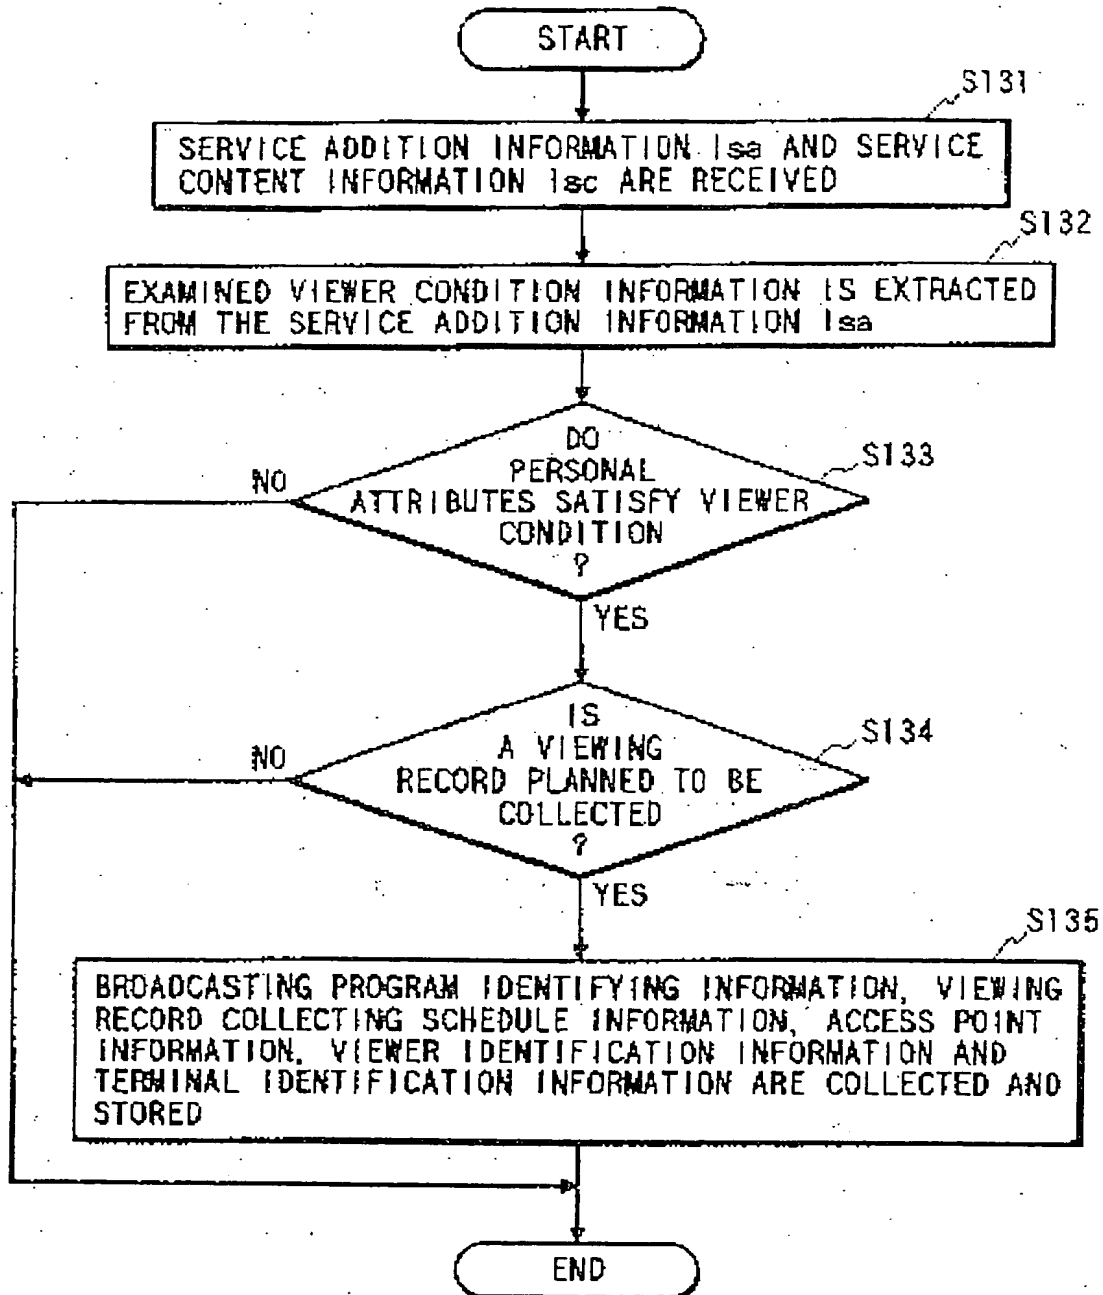 START
S131
SERVICE ADDITION INFORMATION Isa AND SERVICE
CONTENT INFORMATION Isc ARE RECEIVED
S132
EXAMINED VIEWER CONDITION INFORMATION IS EXTRACTED
FROM THE SERVICE ADDITION INFORMATION Isa
DO
PERSONAL
ATTRIBUTES SATISFY VIEWER
CONDITION
?
S133
NO
YES
IS
A VIEWING
RECORD PLANNED TO BE
COLLECTED
?
S134
NO
YES
S135
BROADCASTING PROGRAM IDENTIFYING INFORMATION, VIEWING
RECORD COLLECTING SCHEDULE INFORMATION, ACCESS POINT
INFORMATION, VIEWER IDENTIFICATION INFORMATION AND
TERMINAL IDENTIFICATION INFORMATION ARE COLLECTED AND
STORED
END